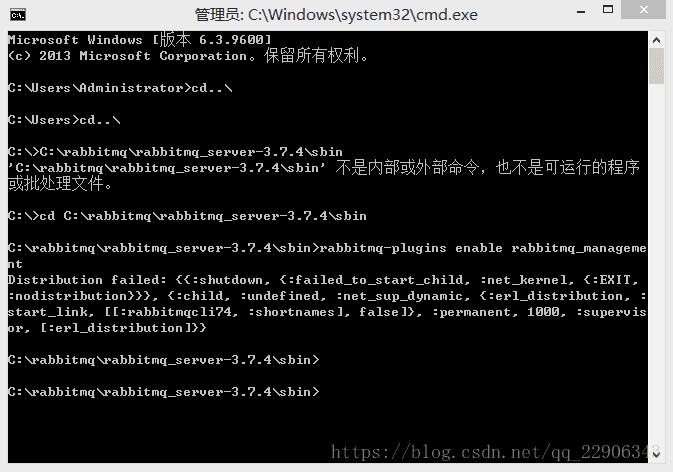 管理员: C:\Windows\system32\cmd.exe
Microsoft Windows [版本 6.3.9600]
(c) 2013 Microsoft Corporation。保留所有权利。
C:\Users\Administrator>cd..\
C:\Users>cd..\
C:\>C:\rabbitmq\rabbitmq_server-3.7.4\sbin
'C:\rabbitmq\rabbitmq_server-3.7.4\sbin' 不是内部或外部命令，也不是可运行的程序
或批处理文件。
C:\>cd C:\rabbitmq\rabbitmq_server-3.7.4\sbin
C:\rabbitmq\rabbitmq_server-3.7.4\sbin>rabbitmq-plugins enable rabbitmq_manageme
nt
Distribution failed: {{:shutdown, {:failed_to_start_child, :net_kernel, {:EXIT,
:nodistribution}}}, {:child, :undefined, :net_sup_dynamic, {:erl_distribution, :
start_link, [[:rabbitmqcli74, :shortnames], false]}, :permanent, 1000, :supervis
or, [:erl_distribution]}}
C:\rabbitmq\rabbitmq_server-3.7.4\sbin>
C:\rabbitmq\rabbitmq_server-3.7.4\sbin>
https://blog.csdn.net/qq_22906343